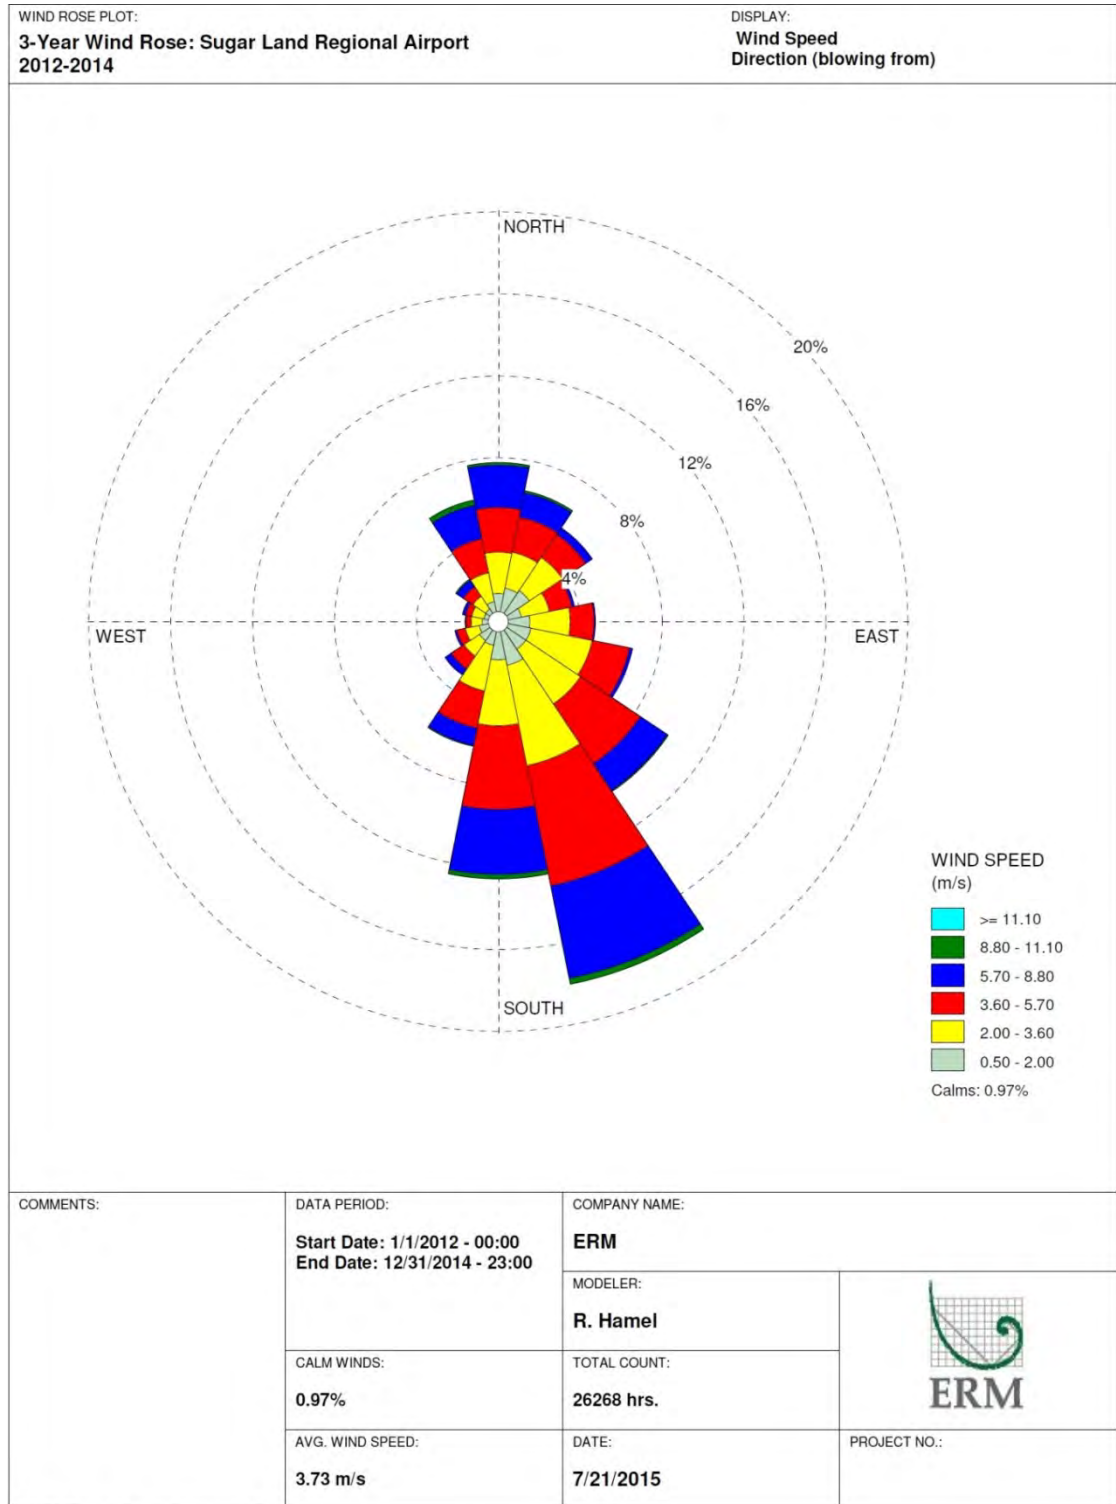 WIND ROSE PLOT:
3-Year Wind Rose: Sugar Land Regional Airport
2012-2014
DISPLAY:
Wind Speed
Direction (blowing from)
NORTH
20%
16%
12%
8%
4%
WEST
EAST
SOUTH
WIND SPEED
(m/s)
>= 11.10
8.80 - 11.10
5.70 - 8.80
3.60 - 5.70
2.00 - 3.60
0.50 - 2.00
Calms: 0.97%
COMMENTS:
DATA PERIOD:
Start Date: 1/1/2012 - 00:00
End Date: 12/31/2014 - 23:00
COMPANY NAME:
ERM
MODELER:
R. Hamel
CALM WINDS:
0.97%
TOTAL COUNT:
26268 hrs.
ERM
AVG. WIND SPEED:
3.73 m/s
DATE:
7/21/2015
PROJECT NO.: